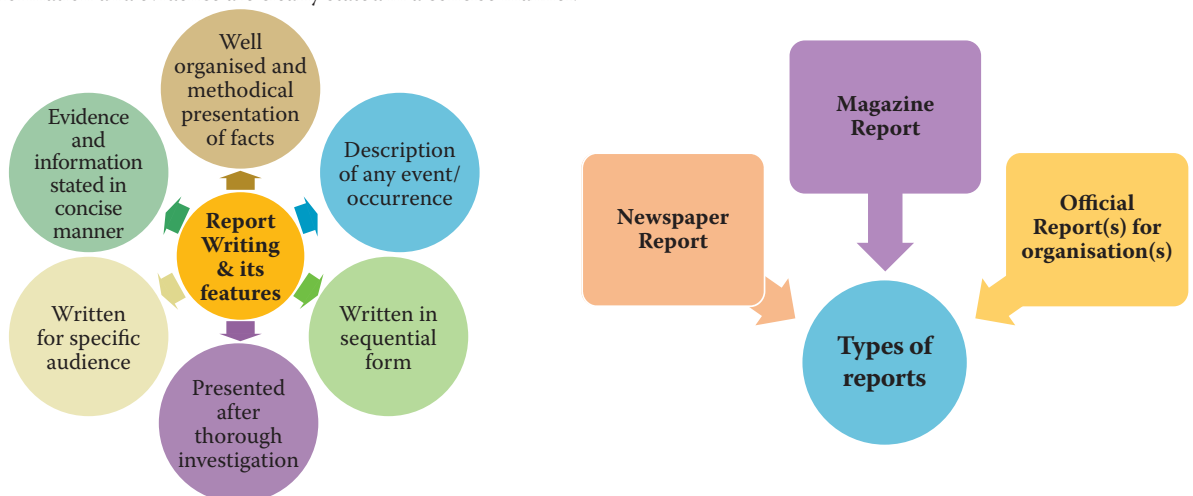 Well
organised and
methodical
presentation
of facts
Description
of any event/
occurrence
Written in
sequential
form
Presented
after
thorough
investigation
Written
for specific
audience
Evidence
and
information
stated in
concise
manner
Report
Writing
& its
features
Magazine
Report
Newspaper
Report
Official
Report(s) for
organisation(s)
Types of
reports